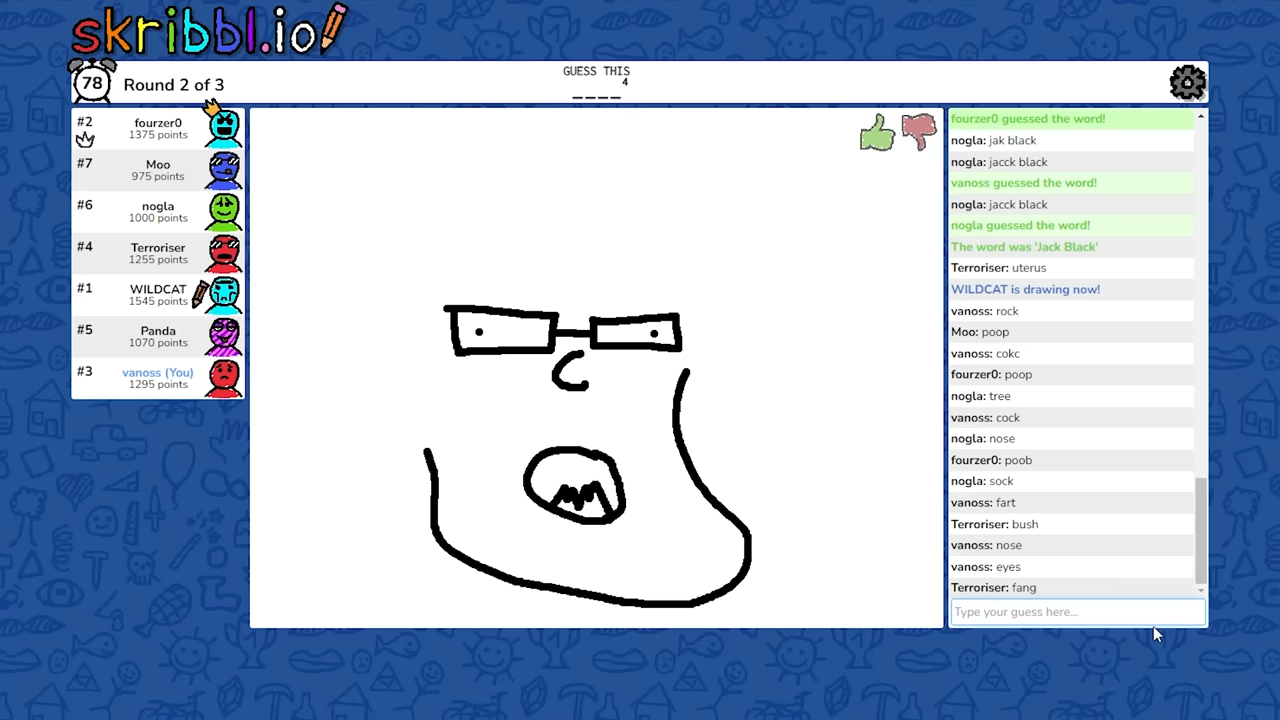 skribbl.io
78
Round 2 of 3
GUESS THIS
4
____
#2
fourzer0
1375 points
#7
Moo
975 points
#6
nogla
1000 points
#4
Terroriser
1255 points
#1
WILDCAT
1545 points
#5
Panda
1070 points
#3
vanoss (You)
1295 points
fourzer0 guessed the word!
nogla: jak black
nogla: jacck black
vanoss guessed the word!
nogla: jacck black
nogla guessed the word!
The word was 'Jack Black'
Terroriser: uterus
WILDCAT is drawing now!
vanoss: rock
Moo: poop
vanoss: cokc
fourzer0: poop
nogla: tree
vanoss: cock
nogla: nose
fourzer0: poob
nogla: sock
vanoss: fart
Terroriser: bush
vanoss: nose
vanoss: eyes
Terroriser: fang
Type your guess here...